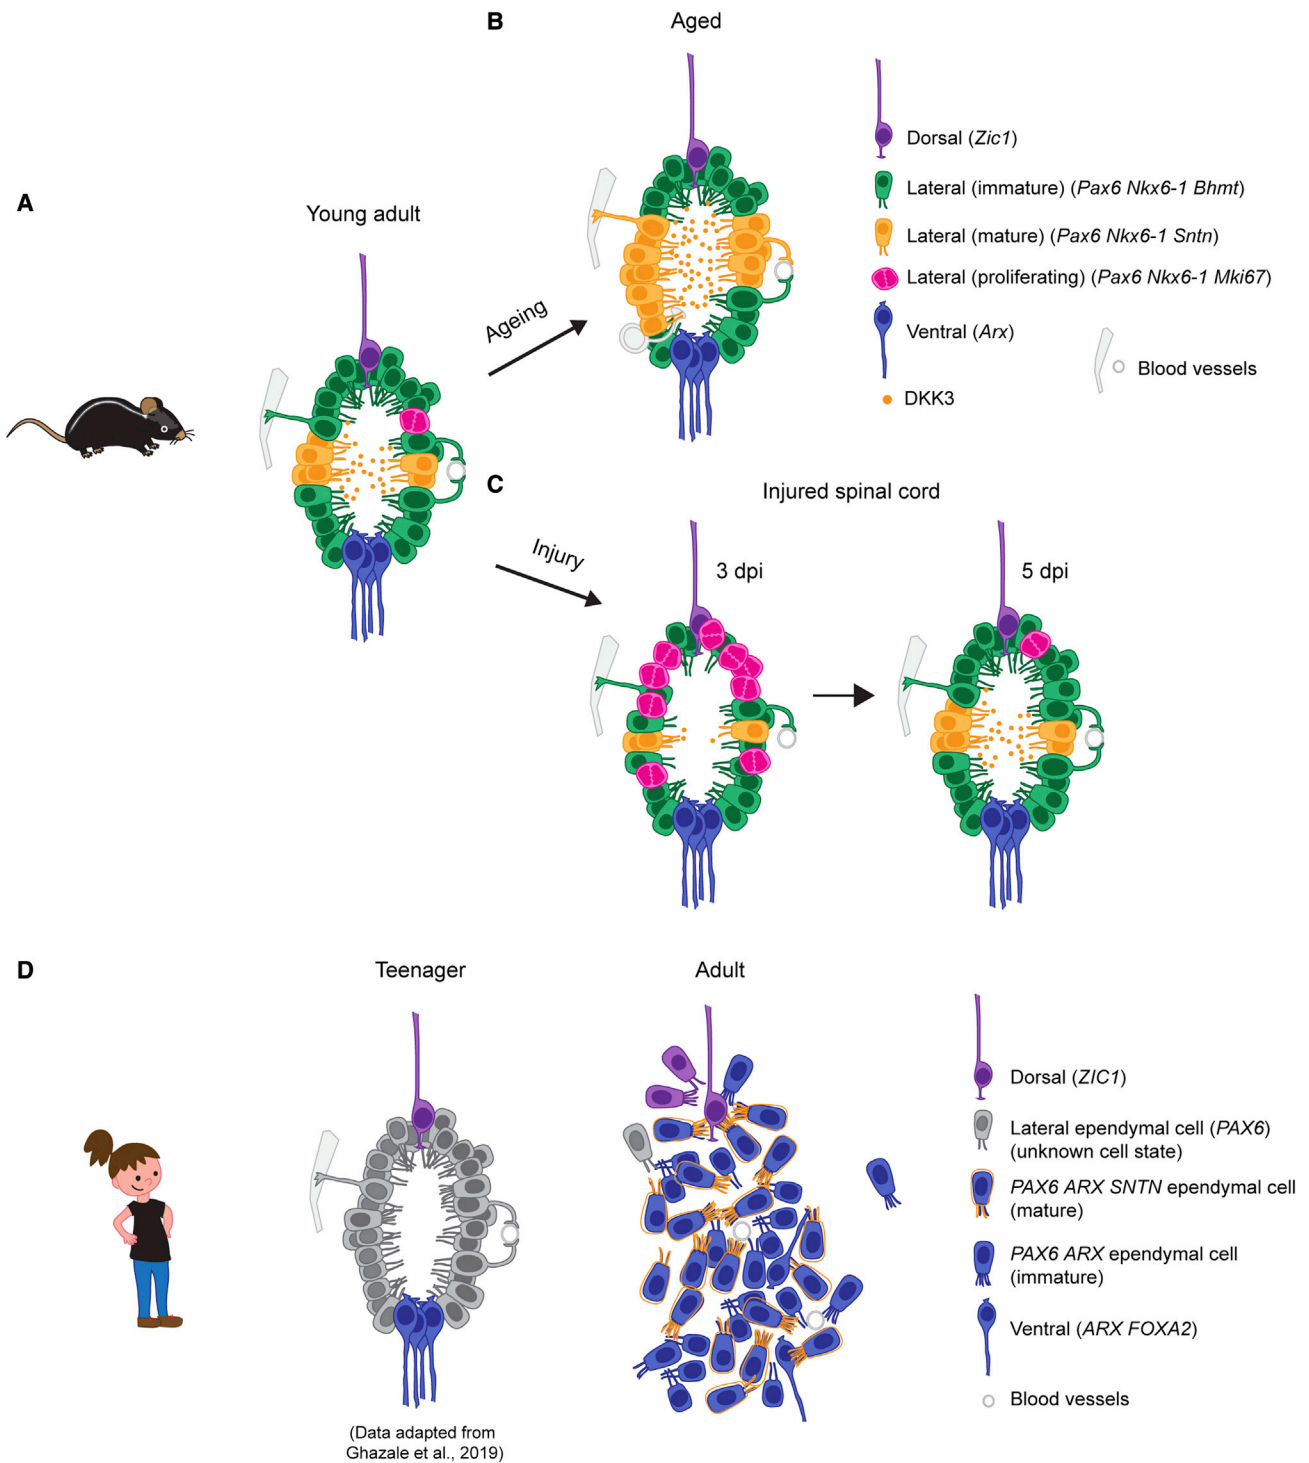 B
Aged
Dorsal (Zic1)
Lateral (immature) (Pax6 Nkx6-1 Bhmt)
Lateral (mature) (Pax6 Nkx6-1 Sntn)
Lateral (proliferating) (Pax6 Nkx6-1 Mki67)
Ventral (Arx)
DKK3
Blood vessels
A
Young adult
Ageing
Injury
C
Injured spinal cord
3 dpi
5 dpi
D
Teenager
Adult
(Data adapted from
Ghazale et al., 2019)
Dorsal (ZIC1)
Lateral ependymal cell (PAX6)
(unknown cell state)
PAX6 ARX SNTN ependymal cell
(mature)
PAX6 ARX ependymal cell
(immature)
Ventral (ARX FOXA2)
Blood vessels